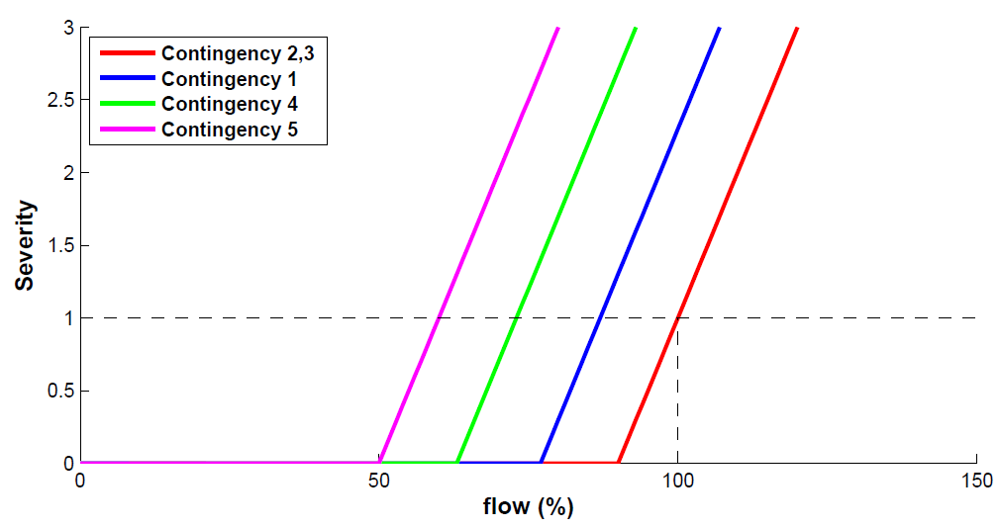 3
2.5
2
1.5
1
0.5
0
Severity
Contingency 2,3
Contingency 1
Contingency 4
Contingency 5
0 50 100 150
flow (%)